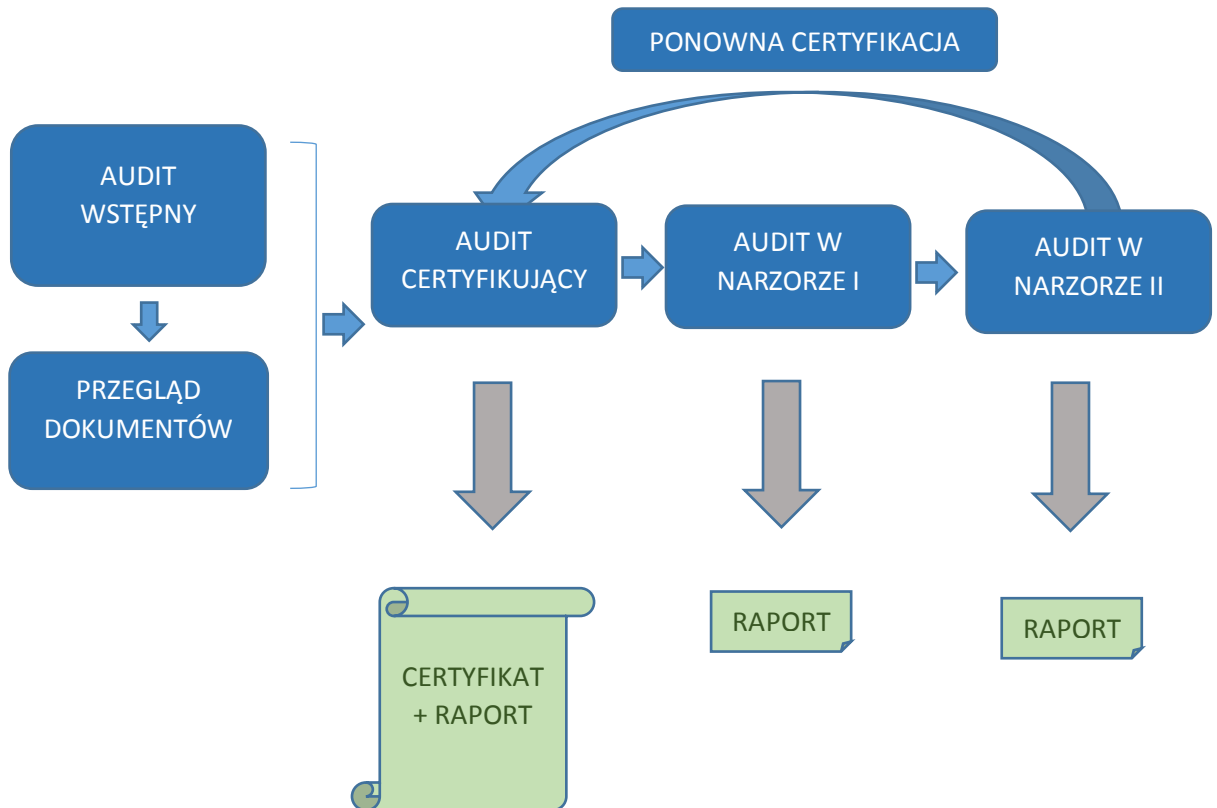 PONOWNA CERTYFIKACJA
AUDIT
WSTĘPNY
PRZEGLĄD
DOKUMENTÓW
AUDIT
CERTYFIKUJĄCY
AUDIT W
NARZORZE I
AUDIT W
NARZORZE II
CERTYFIKAT
+ RAPORT
RAPORT
RAPORT